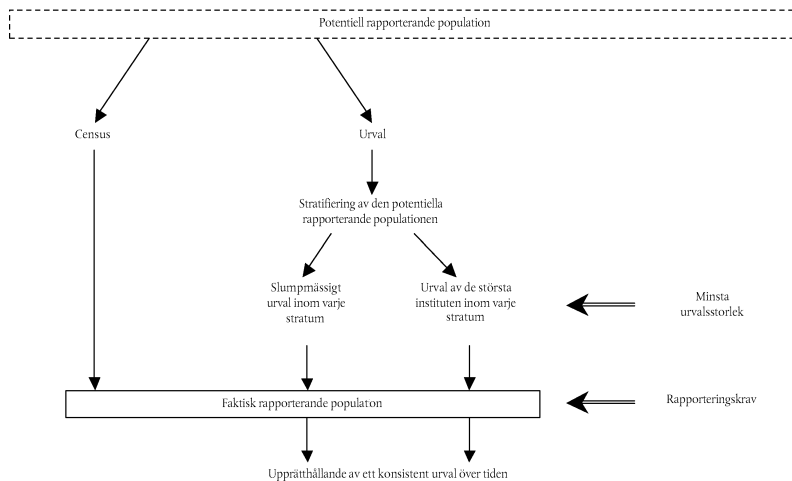 Potentiell rapporterande population
Census
Urval
Stratifiering av den potentiella
rapporterande populationen
Slumpmässigt
urval inom varje
stratum
Urval av de största
instituten inom varje
stratum
Minsta
urvalsstorlek
Faktisk rapporterande population
Rapporteringskrav
Upprätthållande av ett konsistent urval över tiden